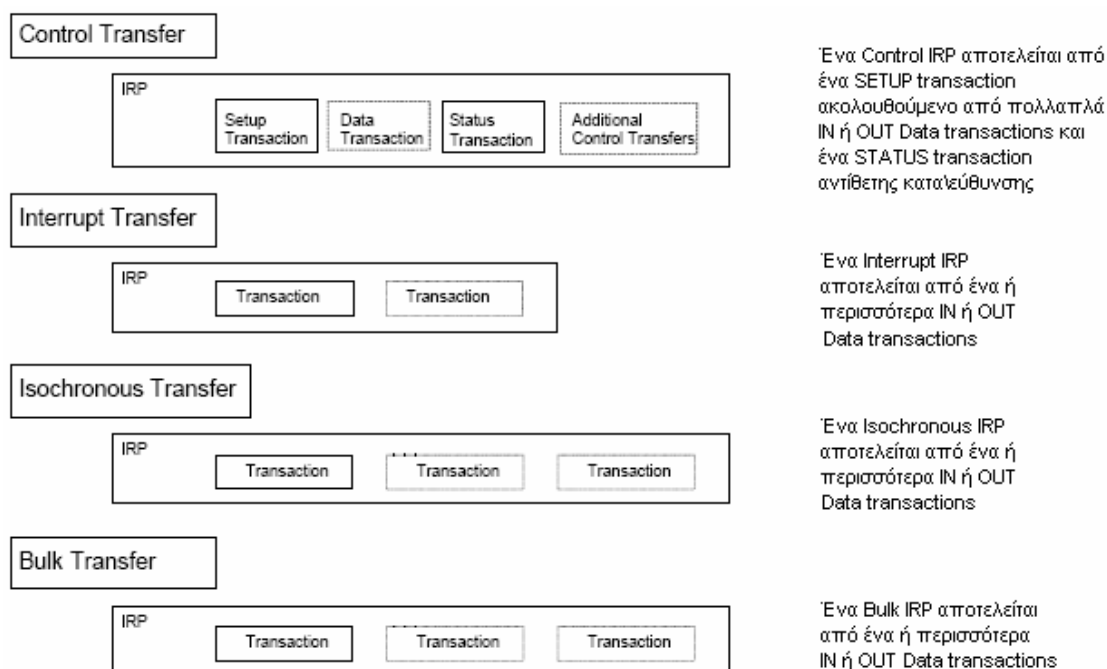 Control Transfer
IRP
Setup
Transaction
Data
Transaction
Status
Transaction
Additional
Control Transfers
Ένα Control IRP αποτελείται από
ένα SETUP transaction
ακολουθούμενο από πολλαπλά
IN ή OUT Data transactions και
ένα STATUS transaction
αντίθετης κατα\εύθυνσης
Interrupt Transfer
IRP
Transaction
Transaction
Ένα Interrupt IRP
αποτελείται από ένα ή
περισσότερα IN ή OUT
Data transactions
Isochronous Transfer
IRP
Transaction
Transaction
Transaction
Ένα Isochronous IRP
αποτελείται από ένα ή
περισσότερα IN ή OUT
Data transactions
Bulk Transfer
IRP
Transaction
Transaction
Transaction
Ένα Bulk IRP αποτελείται
από ένα ή περισσότερα
IN ή OUT Data transactions